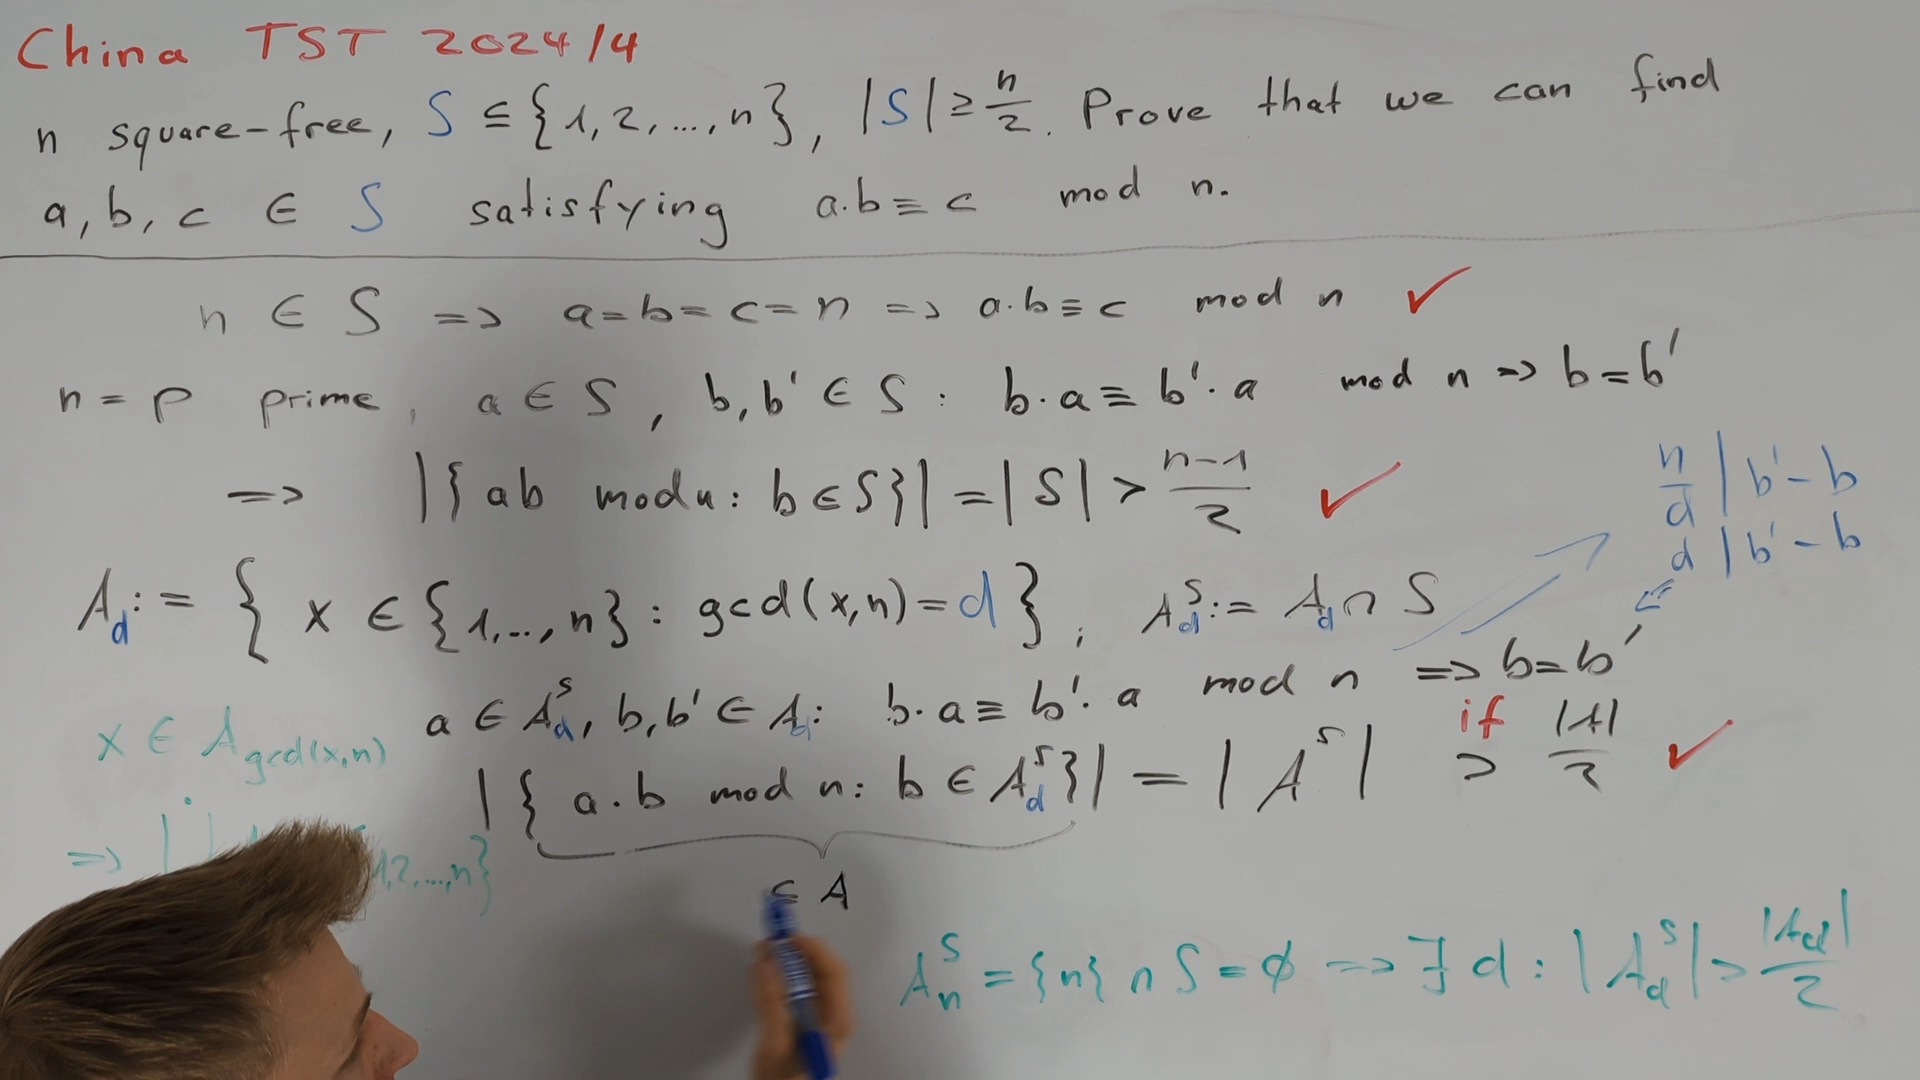 China TST 2024/4
n square-free, S ⊆ {1,2,...,n}, |S| ≥ n/2. Prove that we can find
a, b, c ∈ S satisfying a·b ≡ c mod n.
n ∈ S => a=b=c=n => a·b ≡ c mod n ✓
n = p prime, a ∈ S, b,b' ∈ S: b·a ≡ b'·a mod n => b=b'
=> |{ab mod n: b ∈ S}| = |S| > (n-1)/2 ✓
n/d | b'-b
d | b'-b
A_d := {x ∈ {1,..,n}: gcd(x,n)=d}; A_d^S := A_d ∩ S
a ∈ A_d^S, b,b' ∈ A_d: b·a ≡ b'·a mod n => b=b'
x ∈ A_gcd(x,n)
|{a·b mod n: b ∈ A_d^S}| = |A^S| if > |A|/2 ✓
=> 1,2,...,n}
⊆ A
A_n^S = {n} ∩ S = ∅ => ∃ d: |A_d^S| > |A_d|/2